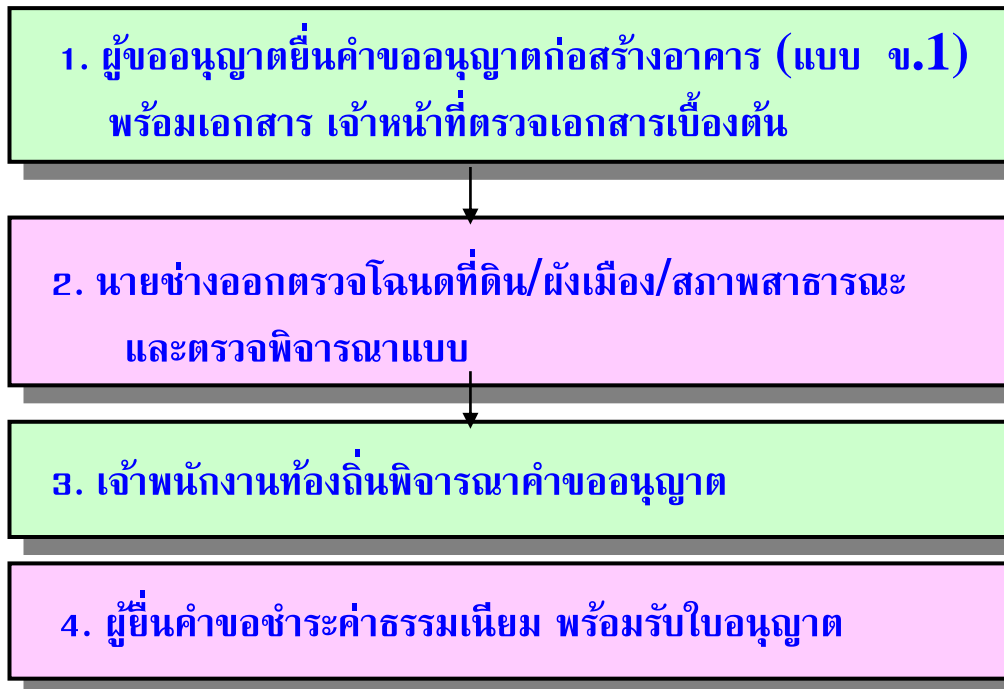 1. ผู้ขออนุญาตยื่นคำขออนุญาตก่อสร้างอาคาร (แบบ ข.1)
พร้อมเอกสาร เจ้าหน้าที่ตรวจเอกสารเบื้องต้น
2. นายช่างออกตรวจโฉนดที่ดิน/ผังเมือง/สภาพสาธารณะ
และตรวจพิจารณาแบบ
3. เจ้าพนักงานท้องถิ่นพิจารณาคำขออนุญาต
4. ผู้ยื่นคำขอชำระค่าธรรมเนียม พร้อมรับใบอนุญาต